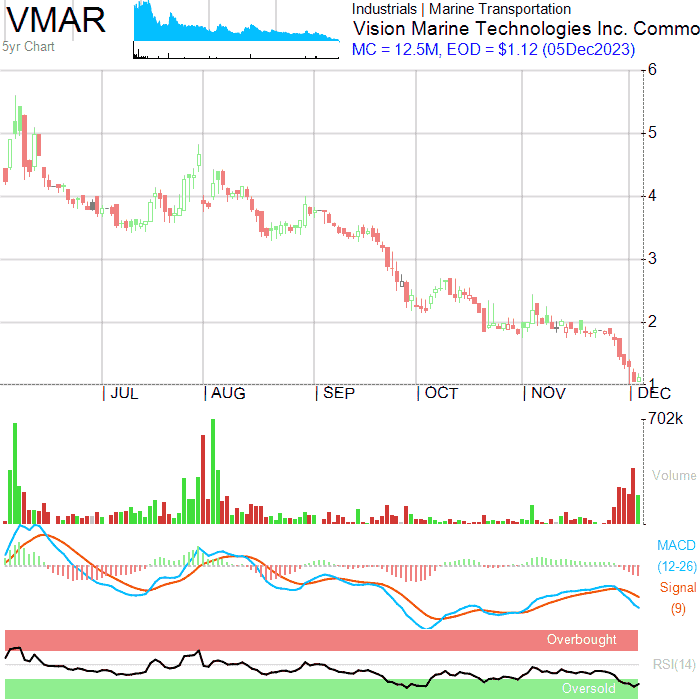 VMAR
5yr Chart
Industrials | Marine Transportation
Vision Marine Technologies Inc. Commo
MC = 12.5M, EOD = $1.12 (05Dec2023)
6
5
4
3
2
1
JUL
AUG
SEP
OCT
NOV
DEC
702k
Volume
MACD
(12-26)
Signal
(9)
Overbought
RSI(14)
Oversold